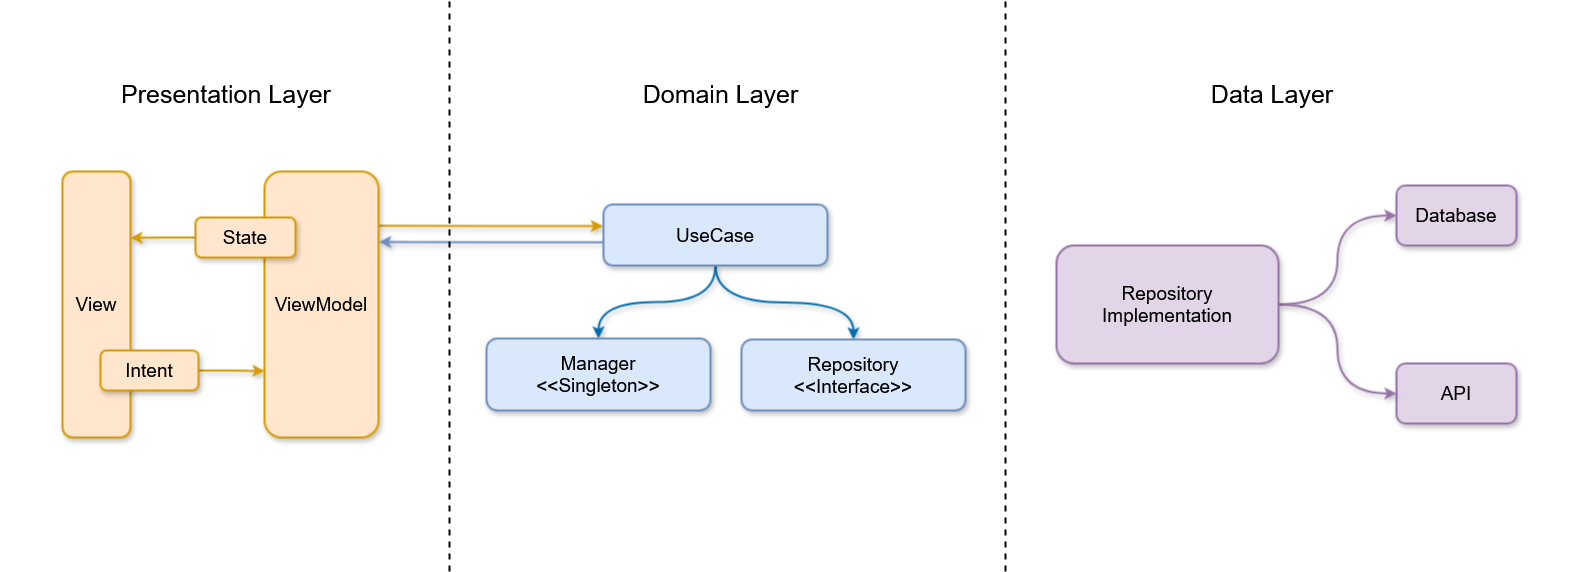 Presentation Layer
Domain Layer
Data Layer
View
State
Intent
ViewModel
UseCase
Manager
<<Singleton>>
Repository
<<Interface>>
Repository
Implementation
Database
API